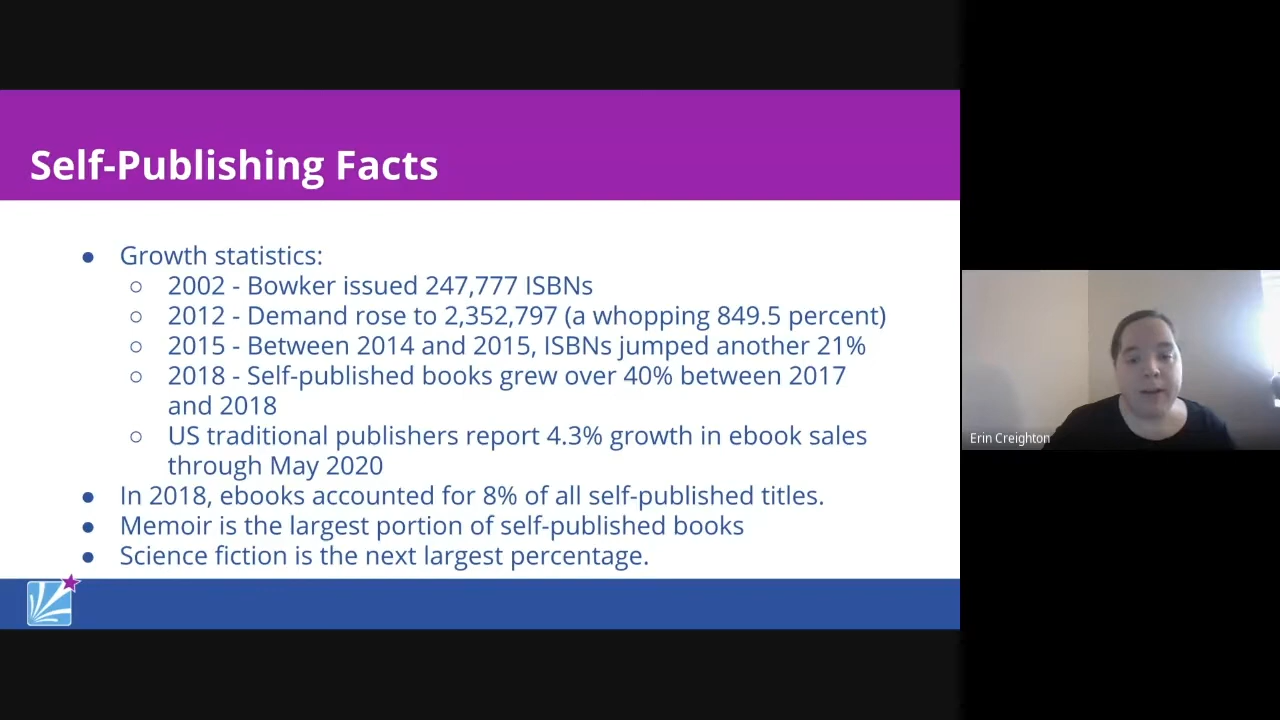 Self-Publishing Facts
● Growth statistics:
○ 2002 - Bowker issued 247,777 ISBNs
○ 2012 - Demand rose to 2,352,797 (a whopping 849.5 percent)
○ 2015 - Between 2014 and 2015, ISBNs jumped another 21%
○ 2018 - Self-published books grew over 40% between 2017
and 2018
○ US traditional publishers report 4.3% growth in ebook sales
through May 2020
● In 2018, ebooks accounted for 8% of all self-published titles.
● Memoir is the largest portion of self-published books
● Science fiction is the next largest percentage.
Erin Creighton